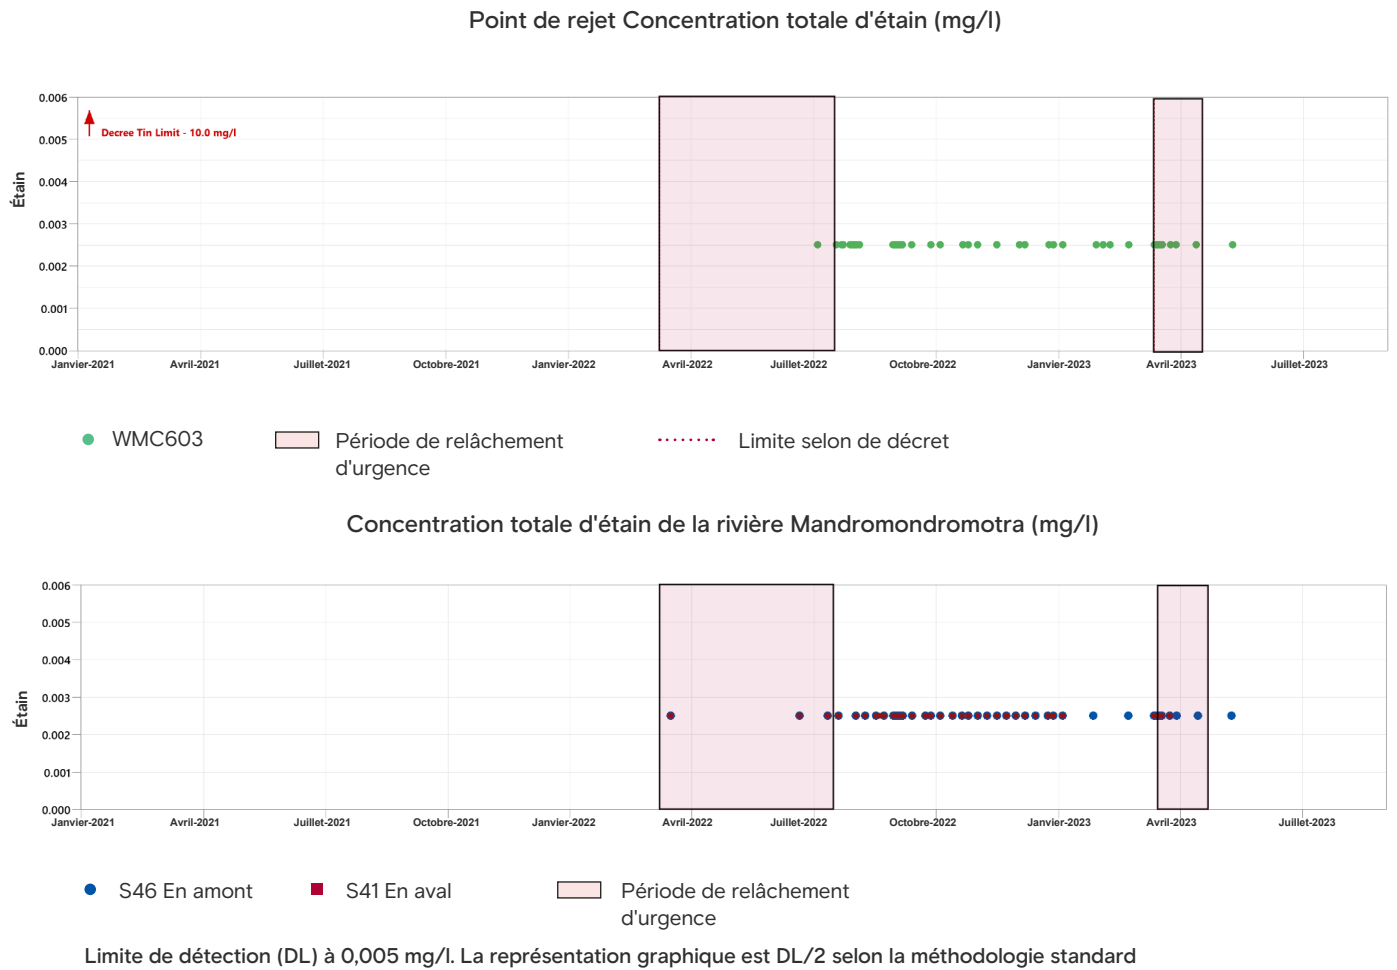 Point de rejet Concentration totale d'étain (mg/l)
0.006
Decree Tin Limit - 10.0 mg/l
0.005
0.004
Étain
0.003
0.002
0.001
0.000
Janvier-2021 Avril-2021 Juillet-2021 Octobre-2021 Janvier-2022 Avril-2022 Juillet-2022 Octobre-2022 Janvier-2023 Avril-2023 Juillet-2023
WMC603 Période de relâchement Limite selon de décret
d'urgence
Concentration totale d'étain de la rivière Mandromondromotra (mg/l)
0.006
0.005
0.004
0.003
Étain
0.002
0.001
0.000
Janvier-2021 Avril-2021 Juillet-2021 Octobre-2021 Janvier-2022 Avril-2022 Juillet-2022 Octobre-2022 Janvier-2023 Avril-2023 Juillet-2023
S46 En amont S41 En aval Période de relâchement
d'urgence
Limite de détection (DL) à 0,005 mg/l. La représentation graphique est DL/2 selon la méthodologie standard